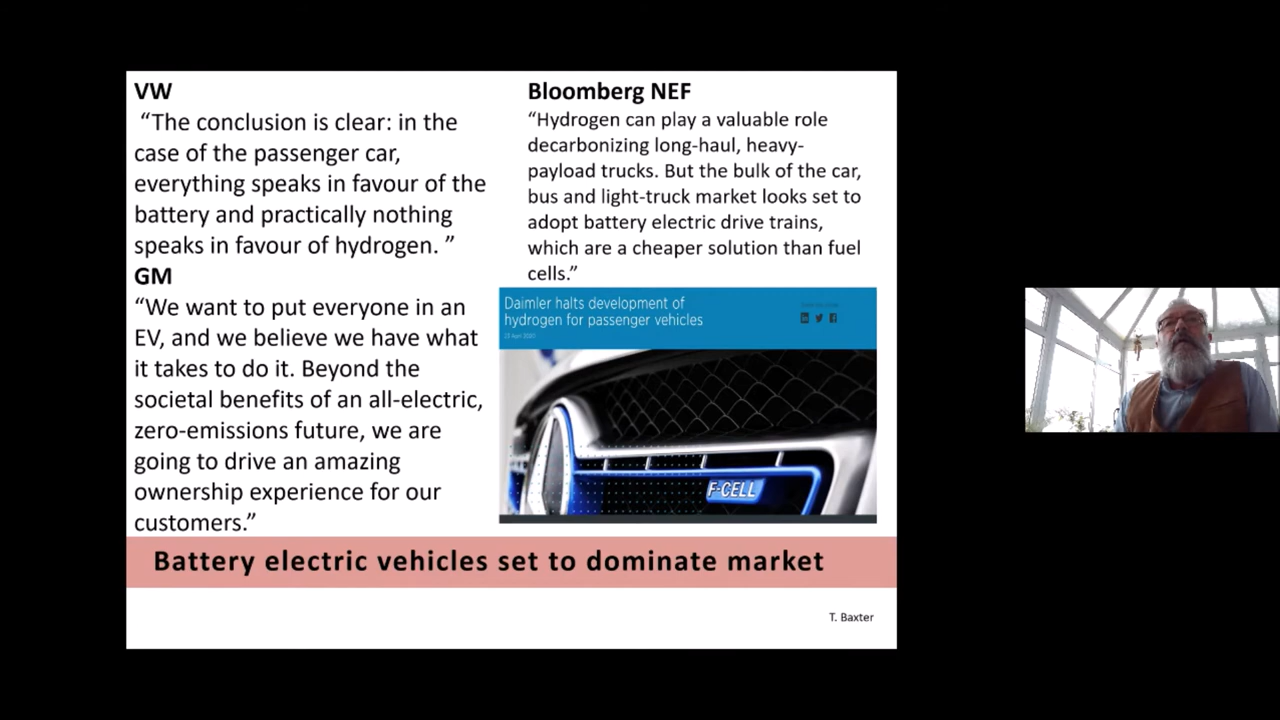 VW
“The conclusion is clear: in the
case of the passenger car,
everything speaks in favour of the
battery and practically nothing
speaks in favour of hydrogen. ”
GM
“We want to put everyone in an
EV, and we believe we have what
it takes to do it. Beyond the
societal benefits of an all-electric,
zero-emissions future, we are
going to drive an amazing
ownership experience for our
customers.”
Bloomberg NEF
“Hydrogen can play a valuable role
decarbonizing long-haul, heavy-
payload trucks. But the bulk of the car,
bus and light-truck market looks set to
adopt battery electric drive trains,
which are a cheaper solution than fuel
cells.”
Daimler halts development of
hydrogen for passenger vehicles
F-CELL
Battery electric vehicles set to dominate market
T. Baxter